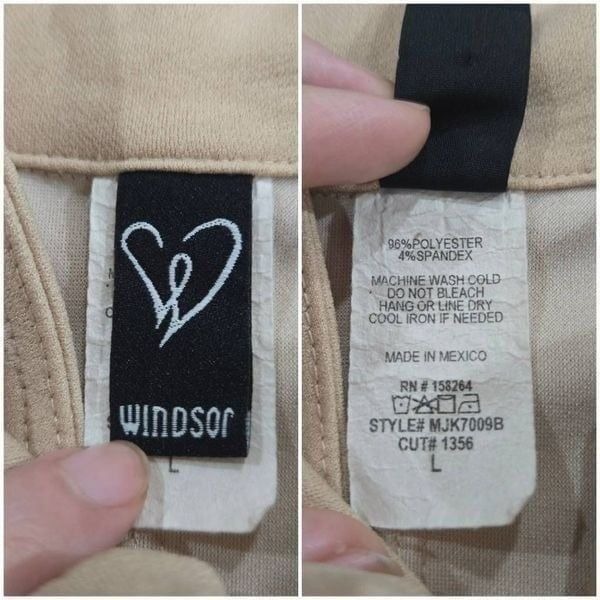 WINDSOR
L
96%POLYESTER
4%SPANDEX
MACHINE WASH COLD
DO NOT BLEACH
HANG OR LINE DRY
COOL IRON IF NEEDED
MADE IN MEXICO
RN # 158264
STYLE# MJK7009B
CUT# 1356
L